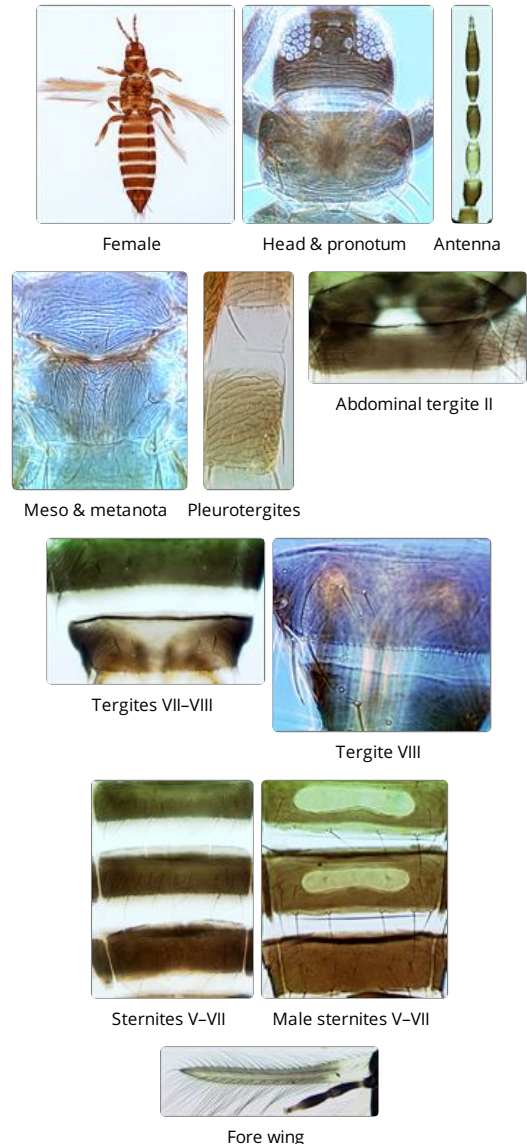 Female
Head & pronotum
Antenna
Meso & metanota
Pleurotergites
Abdominal tergite II
Tergites VII–VIII
Tergite VIII
Sternites V–VII
Male sternites V–VII
Fore wing